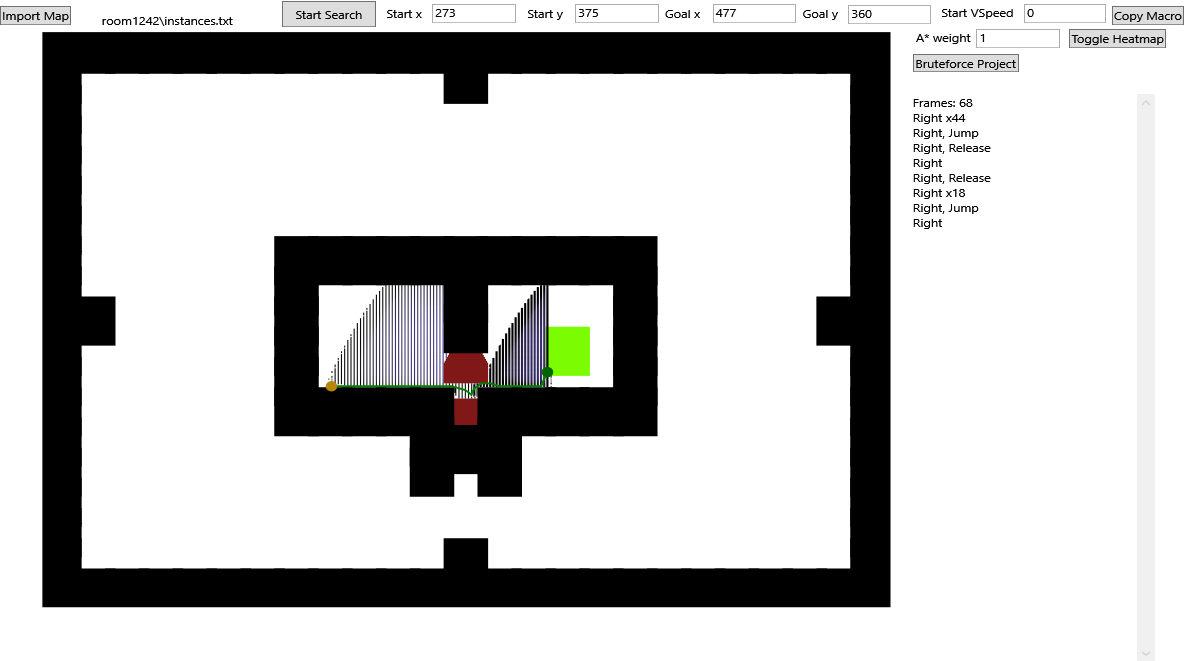 Import Map
room1242\instances.txt
Start Search
Start x 273
Start y 375
Goal x 477
Goal y 360
Start VSpeed 0
Copy Macro
A* weight 1
Toggle Heatmap
Bruteforce Project
Frames: 68
Right x44
Right, Jump
Right, Release
Right
Right, Release
Right x18
Right, Jump
Right